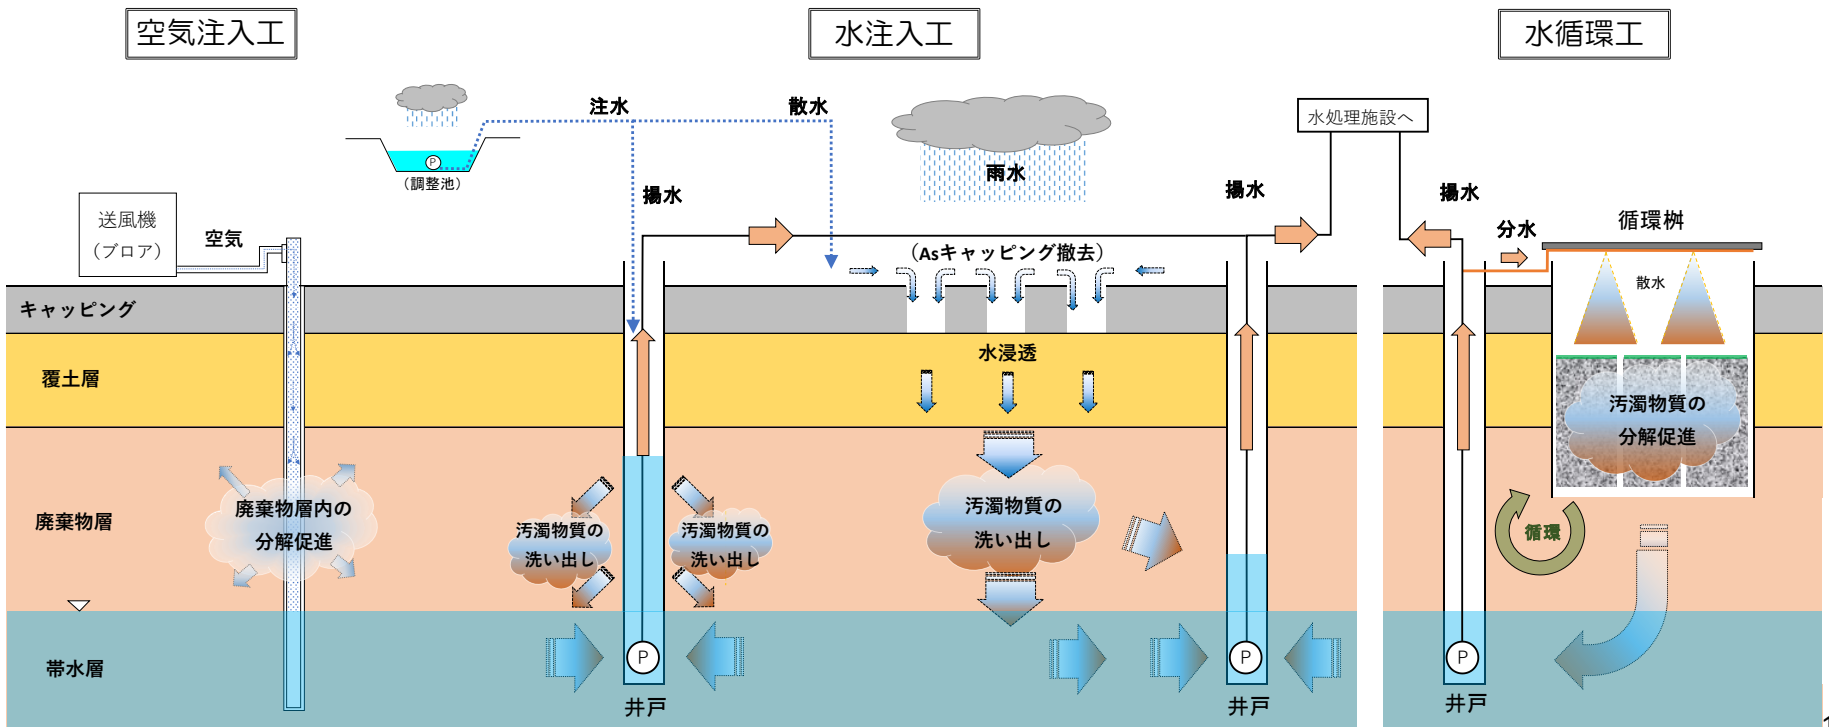 空気注入工
水注入工
水循環工
注水
散水
雨水
水処理施設へ
P
（調整池）
送風機
（ブロア）
空気
揚水
揚水
揚水
分水
循環桝
（Asキャッピング撤去）
散水
キャッピング
水浸透
覆土層
汚濁物質の
分解促進
廃棄物層
廃棄物層内の
分解促進
汚濁物質の
洗い出し
汚濁物質の
洗い出し
汚濁物質の
洗い出し
循環
帯水層
P
P
P
井戸
井戸
井戸